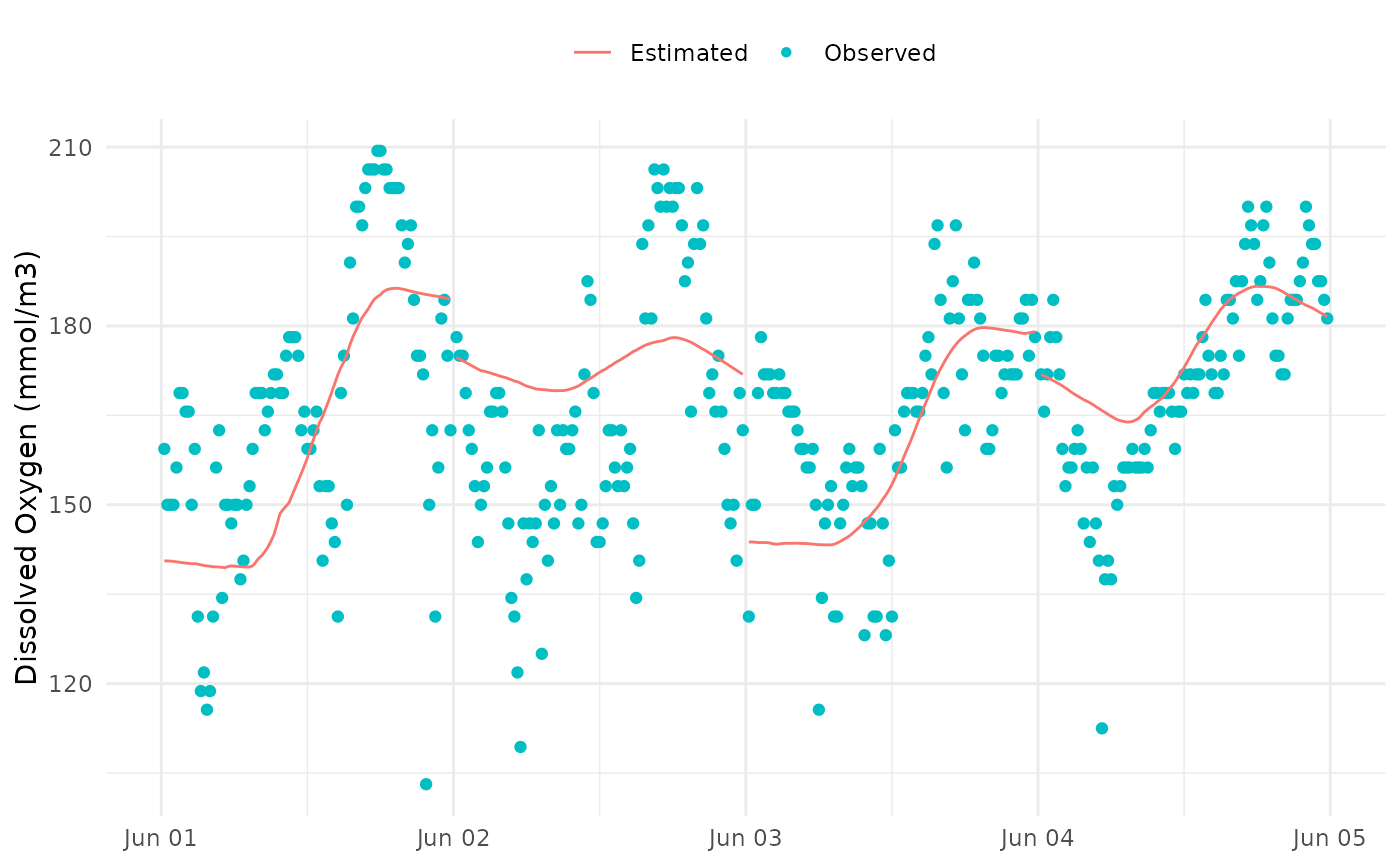 Estimated Observed
Dissolved Oxygen (mmol/m3)
210
180
150
120
Jun 01 Jun 02 Jun 03 Jun 04 Jun 05